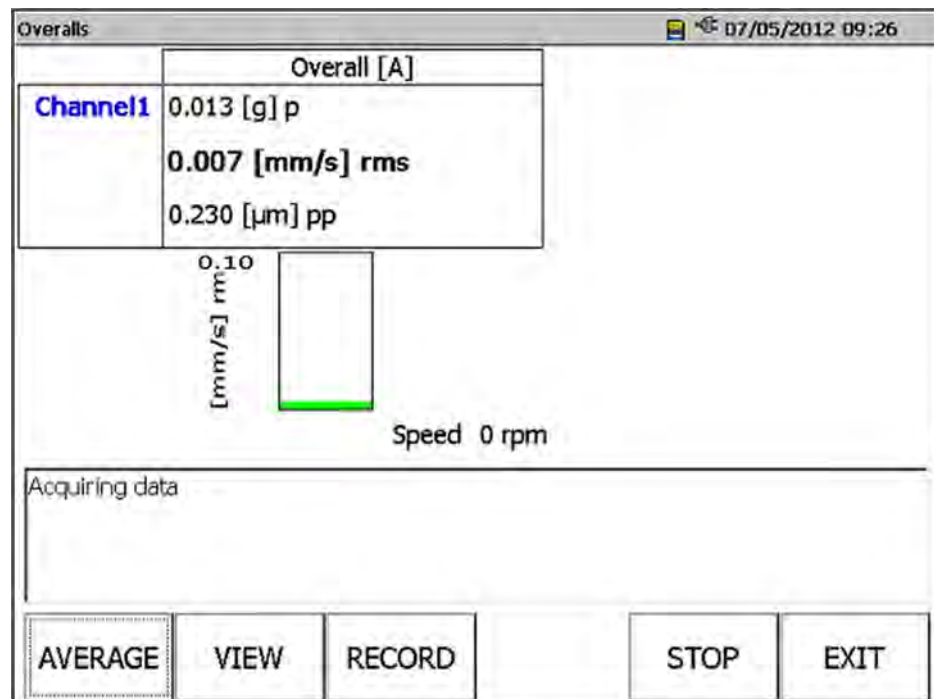 Overalls 07/05/2012 09:26
Overall [A]
Channel1 0.013 [g] p
0.007 [mm/s] rms
0.230 [µm] pp
0.10
[mm/s] rm
Speed 0 rpm
Acquiring data
AVERAGE VIEW RECORD STOP EXIT